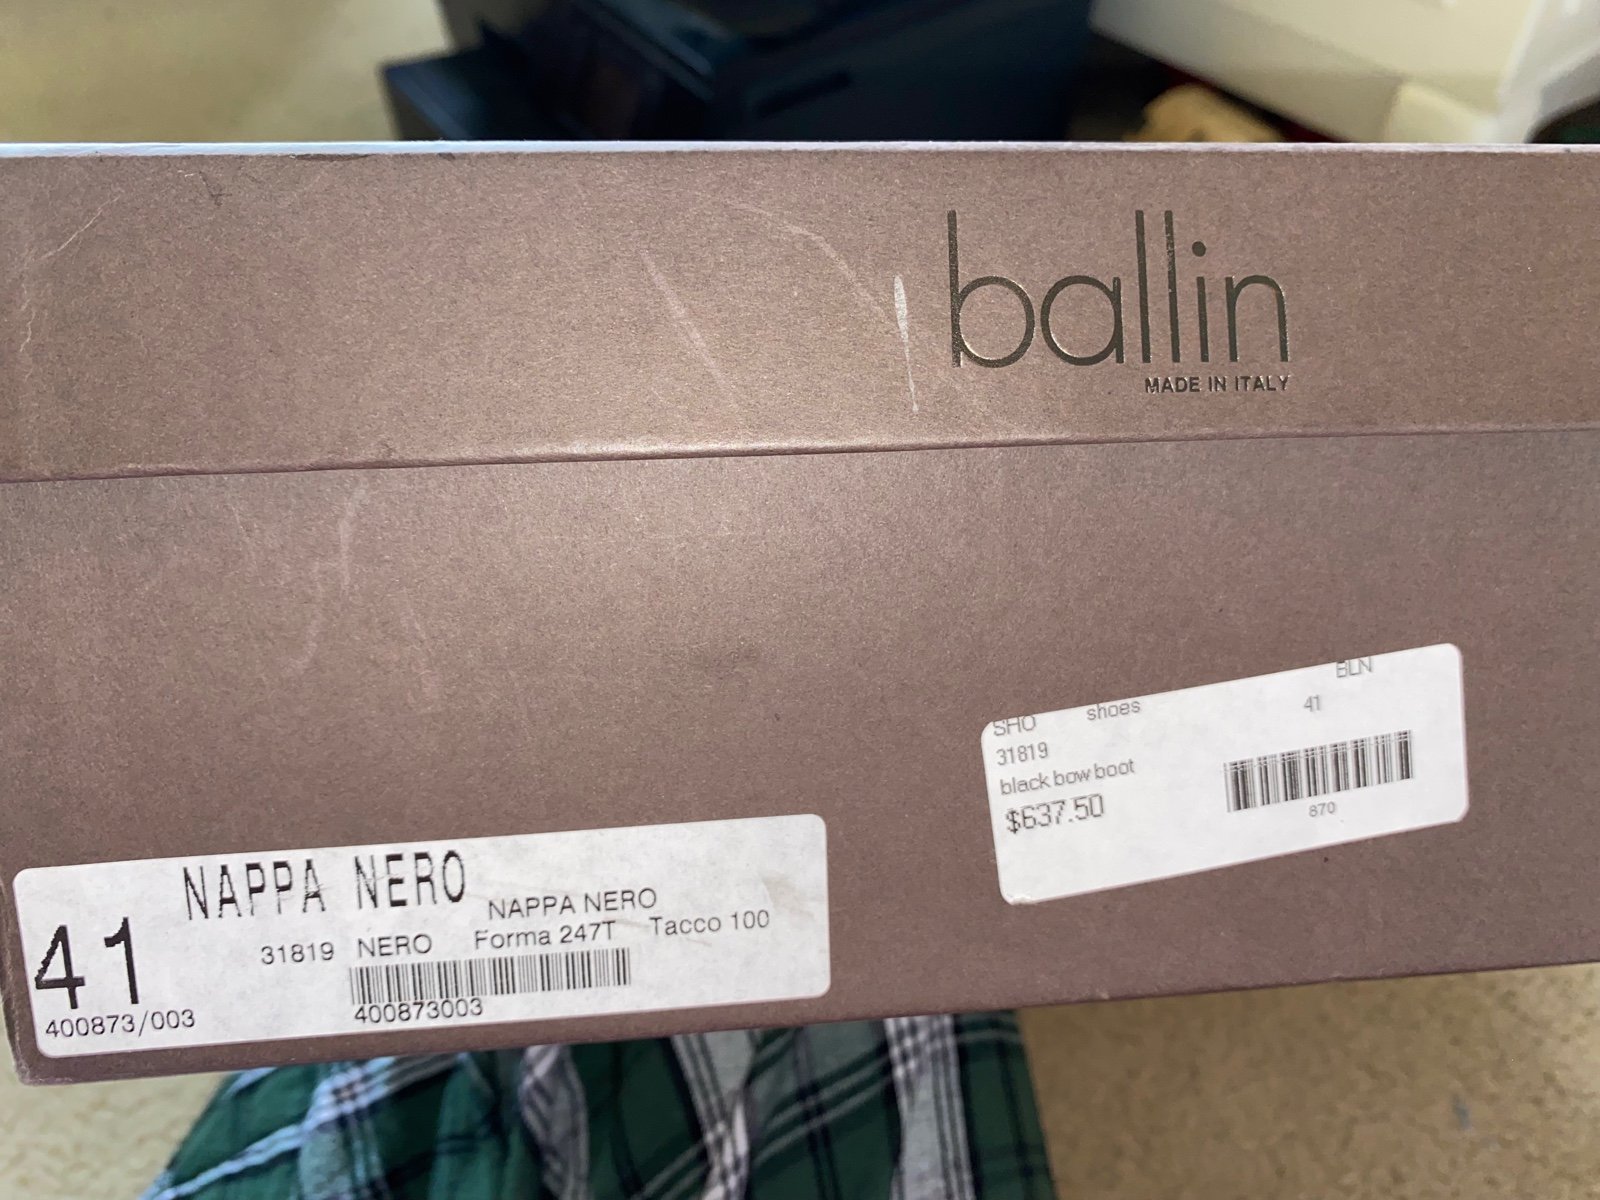 ballin
MADE IN ITALY
SHO shoes BLN
31819 41
black bow boot
$637.50
870
NAPPA NERO
NAPPA NERO
41
31819 NERO Forma 247T Tacco 100
400873/003
400873003